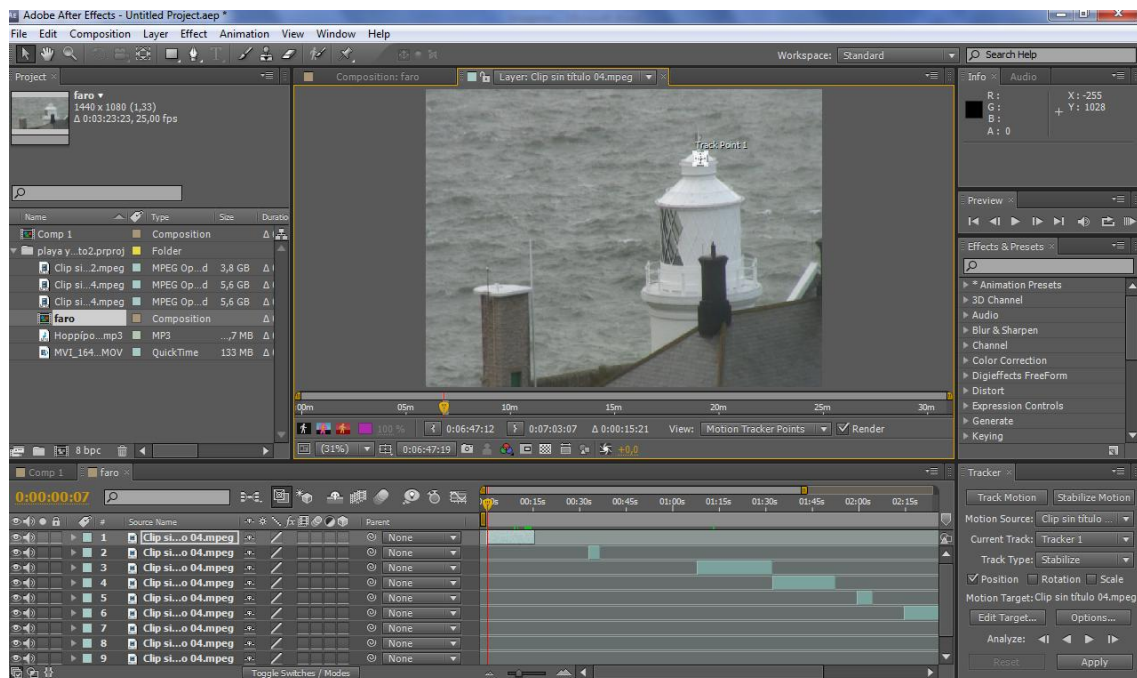 Adobe After Effects - Untitled Project.aep *
File Edit Composition Layer Effect Animation View Window Help
Workspace: Standard
Search Help
Project
faro
1440 x 1080 (1,33)
Δ 0:03:23:23, 25,00 fps
Name Type Size Duratio
Comp 1 Composition Δ
playa y...to2.prproj Folder
Clip si...2.mpeg MPEG Op...d 3,8 GB Δ
Clip si...4.mpeg MPEG Op...d 5,6 GB Δ
Clip si...4.mpeg MPEG Op...d 5,6 GB Δ
faro Composition Δ
Hoppípo...mp3 MP3 ...,7 MB Δ
MVI_164...MOV QuickTime 133 MB Δ
8 bpc
Composition: faro
Layer: Clip sin título 04.mpeg
Track Point 1
00m 05m 10m 15m 20m 25m 30m
100 % 0:06:47:12 0:07:03:07 Δ 0:00:15:21 View: Motion Tracker Points Render
(31%) 0:06:47:19 +0,0
Info Audio
R: X: -255
G: Y: 1028
B:
A: 0
Preview
Effects & Presets
* Animation Presets
3D Channel
Audio
Blur & Sharpen
Channel
Color Correction
Digieffects FreeForm
Distort
Expression Controls
Generate
Keying
Comp 1 faro
0:00:00:07
00:15s 00:30s 00:45s 01:00s 01:15s 01:30s 01:45s 02:00s 02:15s
# Source Name Parent
1 Clip si...o 04.mpeg None
2 Clip si...o 04.mpeg None
3 Clip si...o 04.mpeg None
4 Clip si...o 04.mpeg None
5 Clip si...o 04.mpeg None
6 Clip si...o 04.mpeg None
7 Clip si...o 04.mpeg None
8 Clip si...o 04.mpeg None
9 Clip si...o 04.mpeg None
Toggle Switches / Modes
Tracker
Track Motion Stabilize Motion
Motion Source: Clip sin título ...
Current Track: Tracker 1
Track Type: Stabilize
Position Rotation Scale
Motion Target: Clip sin título 04.mpeg
Edit Target... Options...
Analyze:
Reset Apply